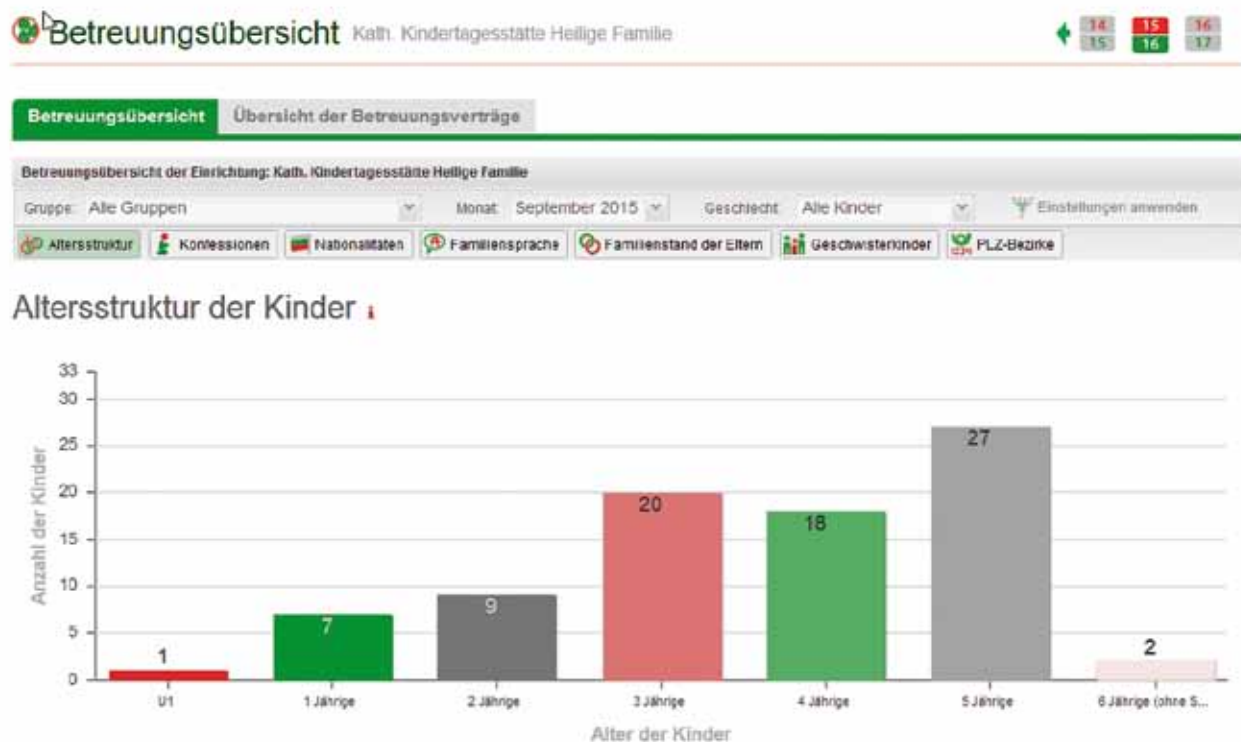 Betreuungsübersicht Kath. Kindertagesstätte Heilige Familie
14 15 16
15 16 17
Betreuungsübersicht Übersicht der Betreuungsverträge
Betreuungsübersicht der Einrichtung: Kath. Kindertagesstätte Heilige Familie
Gruppe: Alle Gruppen Monat: September 2015 Geschlecht: Alle Kinder Einstellungen anwenden
Altersstruktur Konfessionen Nationalitäten Familiensprache Familienstand der Eltern Geschwisterkinder PLZ-Bezirke
Altersstruktur der Kinder
33
30
25
20
15
10
5
0
Anzahl der Kinder
1
7
9
20
18
27
2
U1 1 Jährige 2 Jährige 3 Jährige 4 Jährige 5 Jährige 6 Jährige (ohne S...
Alter der Kinder